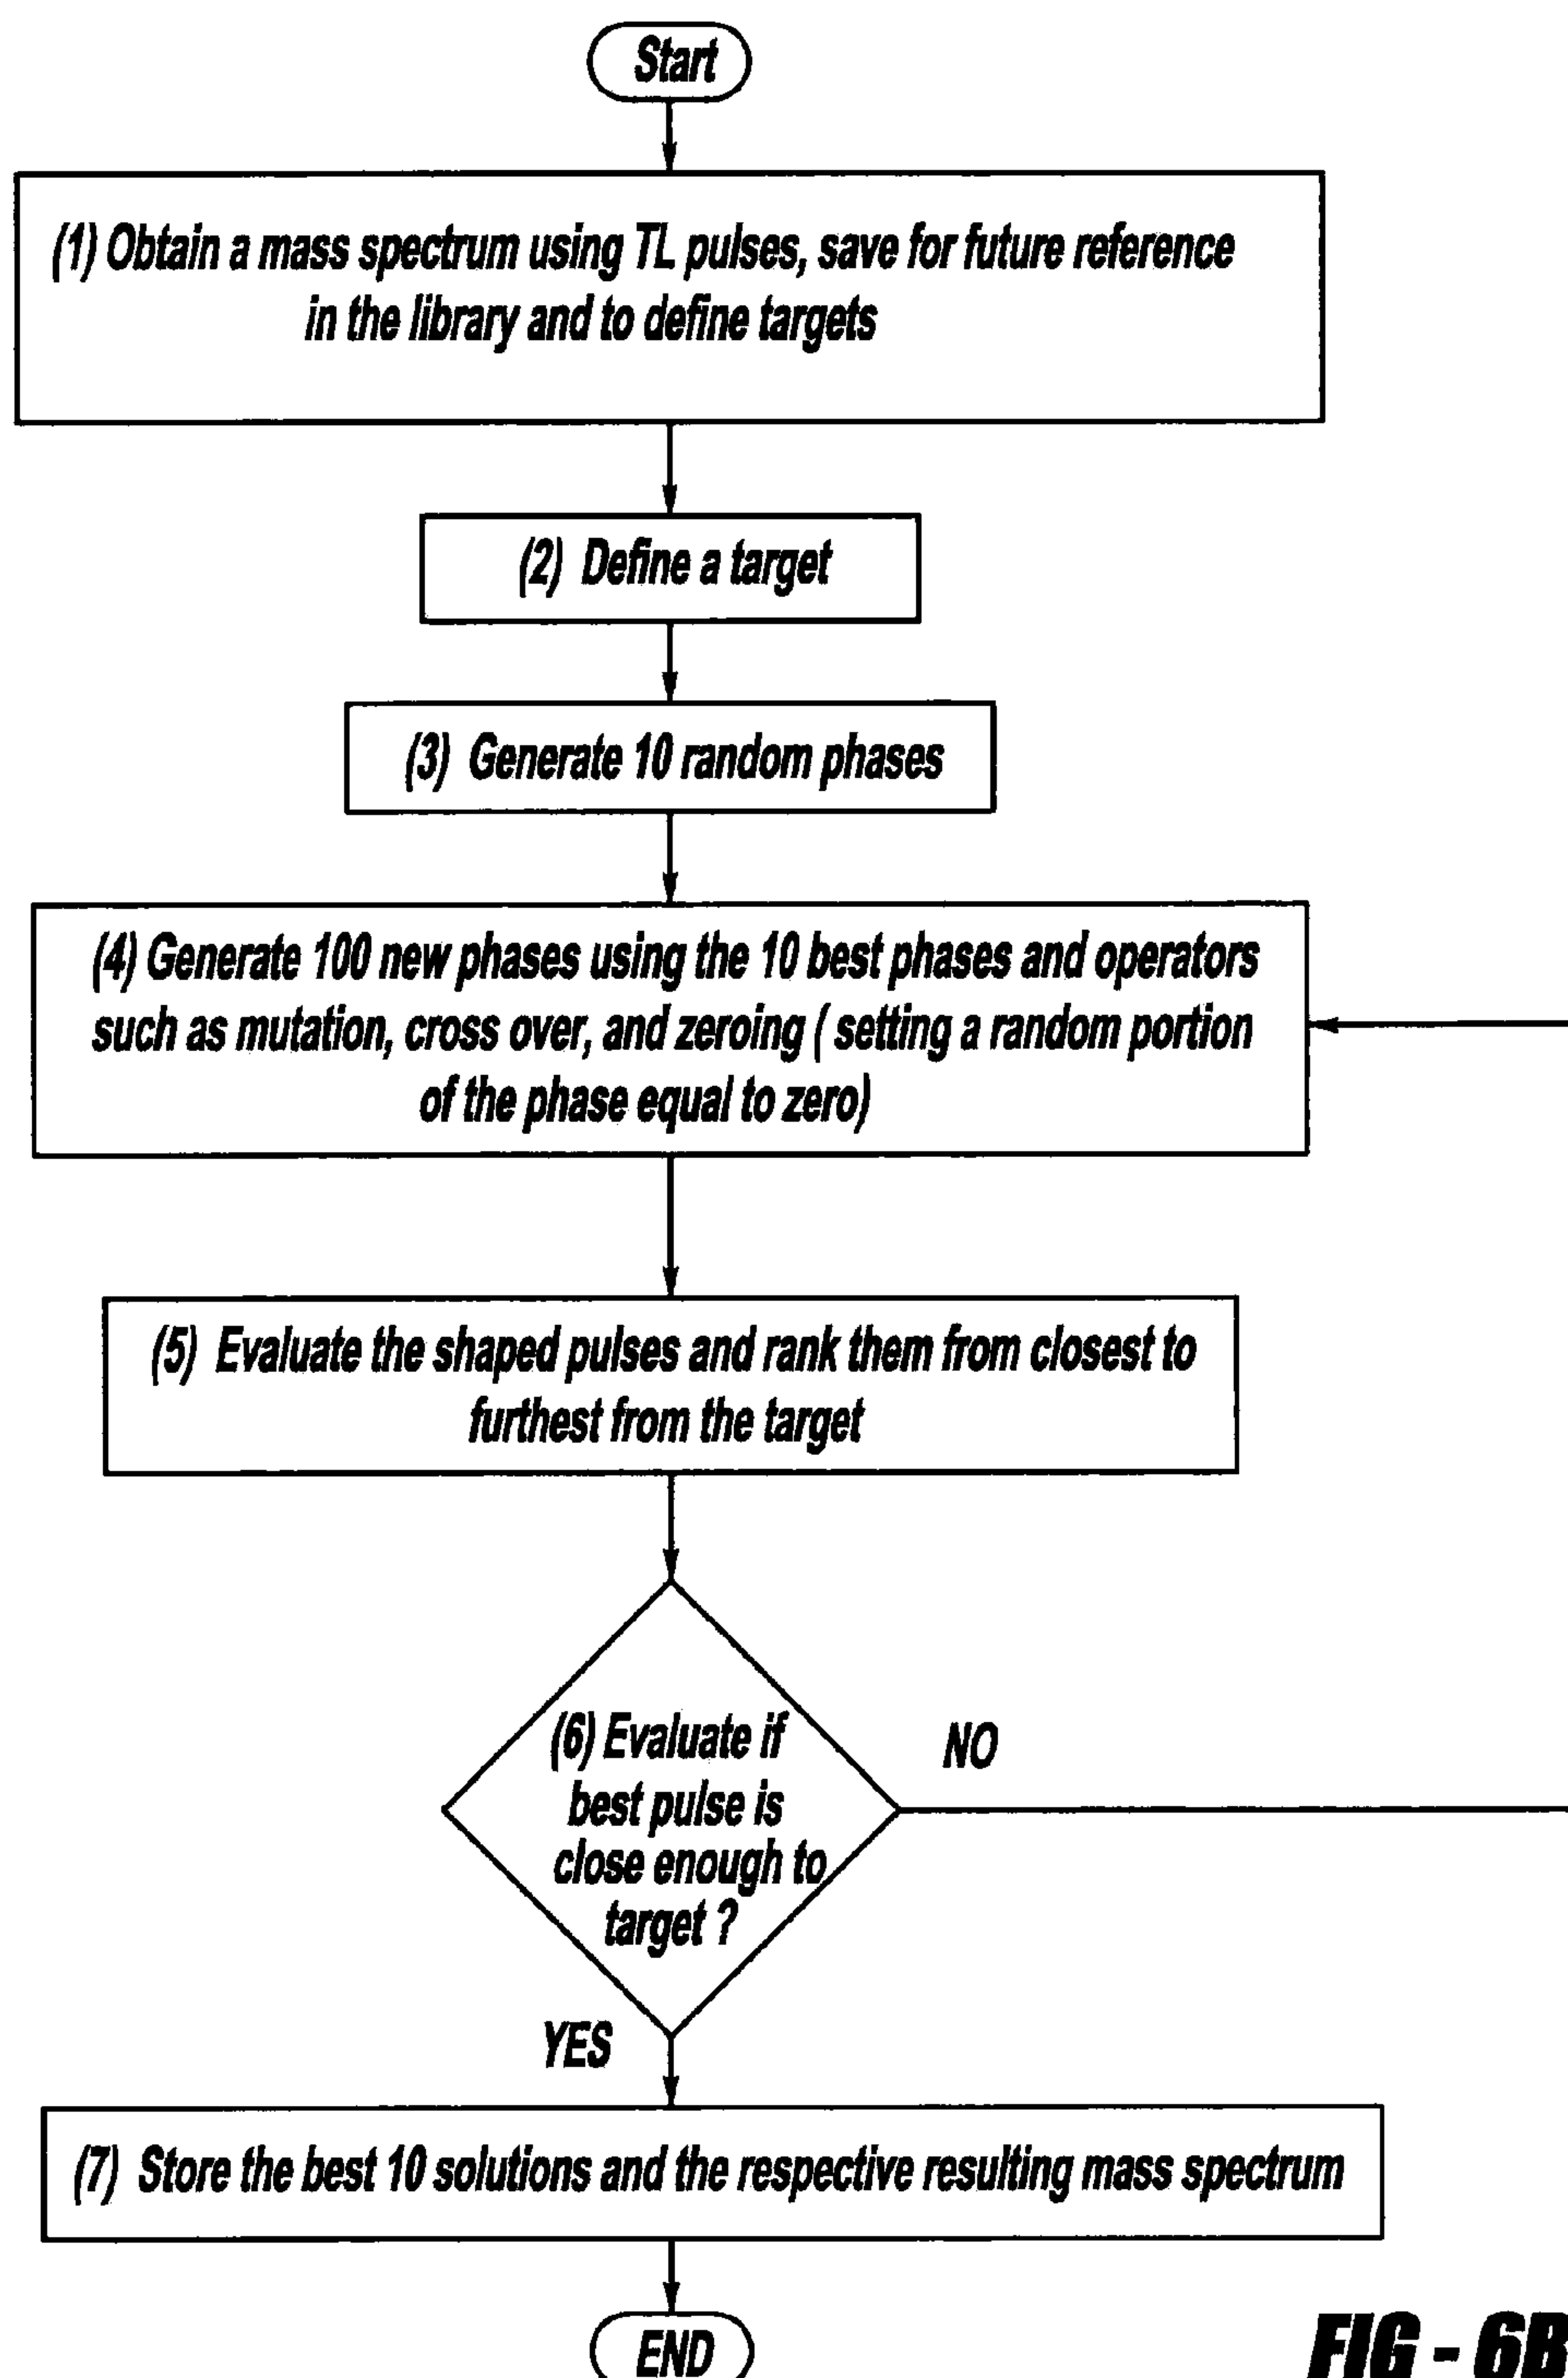 Start
(1) Obtain a mass spectrum using TL pulses, save for future reference
in the library and to define targets
(2) Define a target
(3) Generate 10 random phases
(4) Generate 100 new phases using the 10 best phases and operators
such as mutation, cross over, and zeroing ( setting a random portion
of the phase equal to zero)
(5) Evaluate the shaped pulses and rank them from closest to
furthest from the target
(6) Evaluate if
best pulse is
close enough to
target ?
NO
YES
(7) Store the best 10 solutions and the respective resulting mass spectrum
END
FIG - 6B